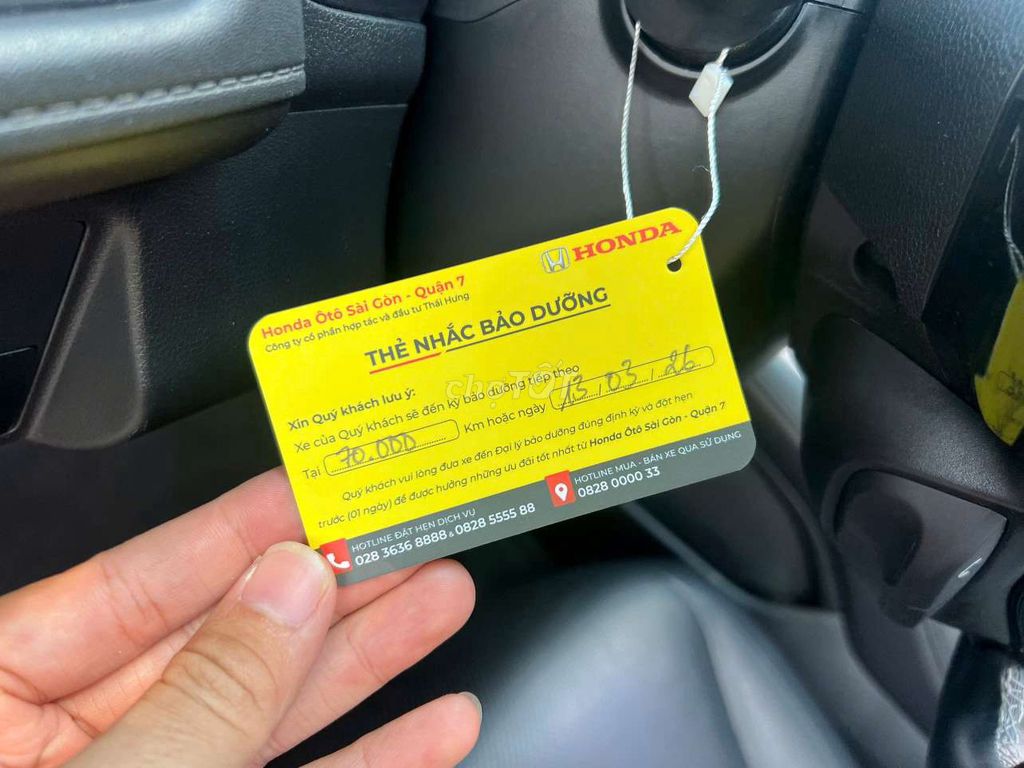 HONDA
Honda Ôtô Sài Gòn - Quận 7
Công ty cổ phần hợp tác và đầu tư Thái Hưng
THẺ NHẮC BẢO DƯỠNG
Xin Quý khách lưu ý:
Xe của Quý khách sẽ đến kỳ bảo dưỡng tiếp theo
Tại 70.000 Km hoặc ngày 13.03.26
Quý khách vui lòng đưa xe đến Đại lý bảo dưỡng đúng định kỳ và đặt hẹn
trước (01 ngày) để được hưởng những ưu đãi tốt nhất từ Honda Ôtô Sài Gòn - Quận 7
HOTLINE ĐẶT HẸN DỊCH VỤ
028 3636 8888 & 0828 5555 88
HOTLINE MUA - BÁN XE QUA SỬ DỤNG
0828 0000 33
chợTỐT